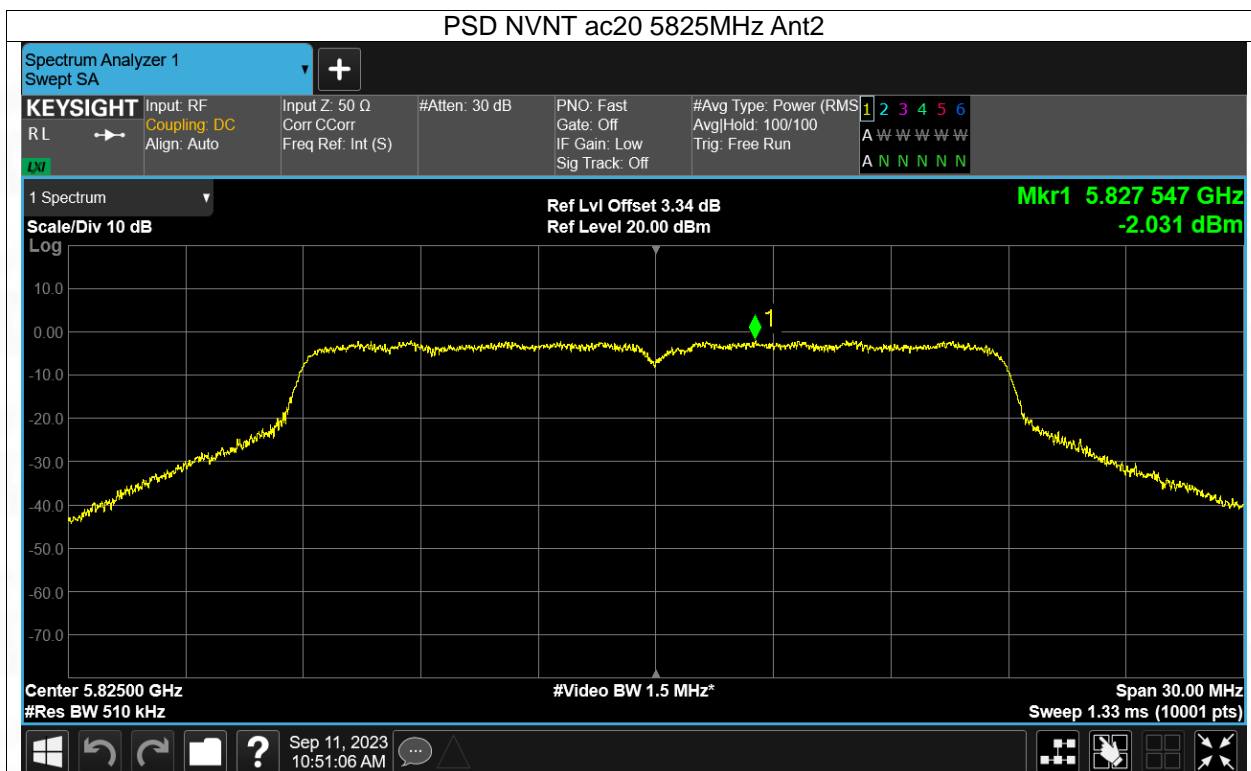 PSD NVNT ac20 5825MHz Ant2
Spectrum Analyzer 1
Swept SA
KEYSIGHT
R L
LXI
Input: RF
Coupling: DC
Align: Auto
Input Z: 50 Ω
Corr CCorr
Freq Ref: Int (S)
#Atten: 30 dB
PNO: Fast
Gate: Off
IF Gain: Low
Sig Track: Off
#Avg Type: Power (RMS
Avg|Hold: 100/100
Trig: Free Run
1 2 3 4 5 6
A W W W W W
A N N N N N
1 Spectrum
Scale/Div 10 dB
Ref Lvl Offset 3.34 dB
Ref Level 20.00 dBm
Mkr1 5.827 547 GHz
-2.031 dBm
Log
10.0
0.00
1
-10.0
-20.0
-30.0
-40.0
-50.0
-60.0
-70.0
Center 5.82500 GHz
#Video BW 1.5 MHz*
Span 30.00 MHz
#Res BW 510 kHz
Sweep 1.33 ms (10001 pts)
?
Sep 11, 2023
10:51:06 AM